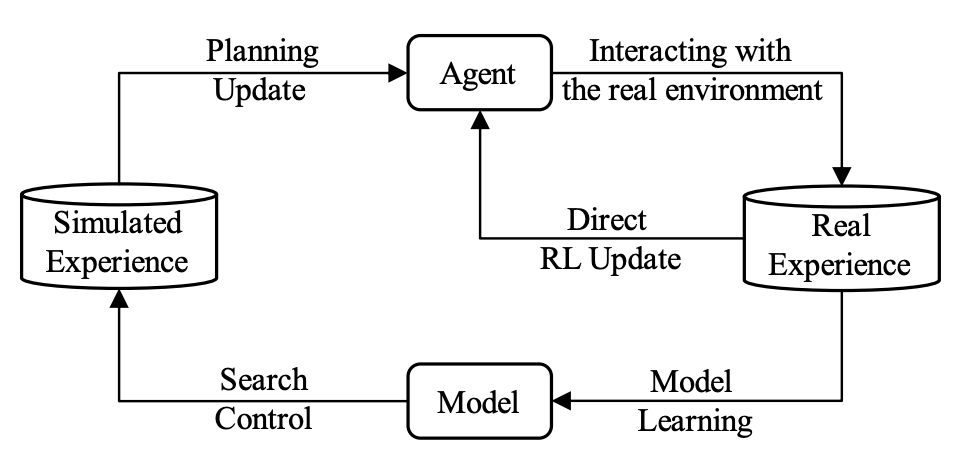 Planning
Update
Agent
Interacting with
the real environment
Simulated
Experience
Direct
RL Update
Real
Experience
Search
Control
Model
Model
Learning